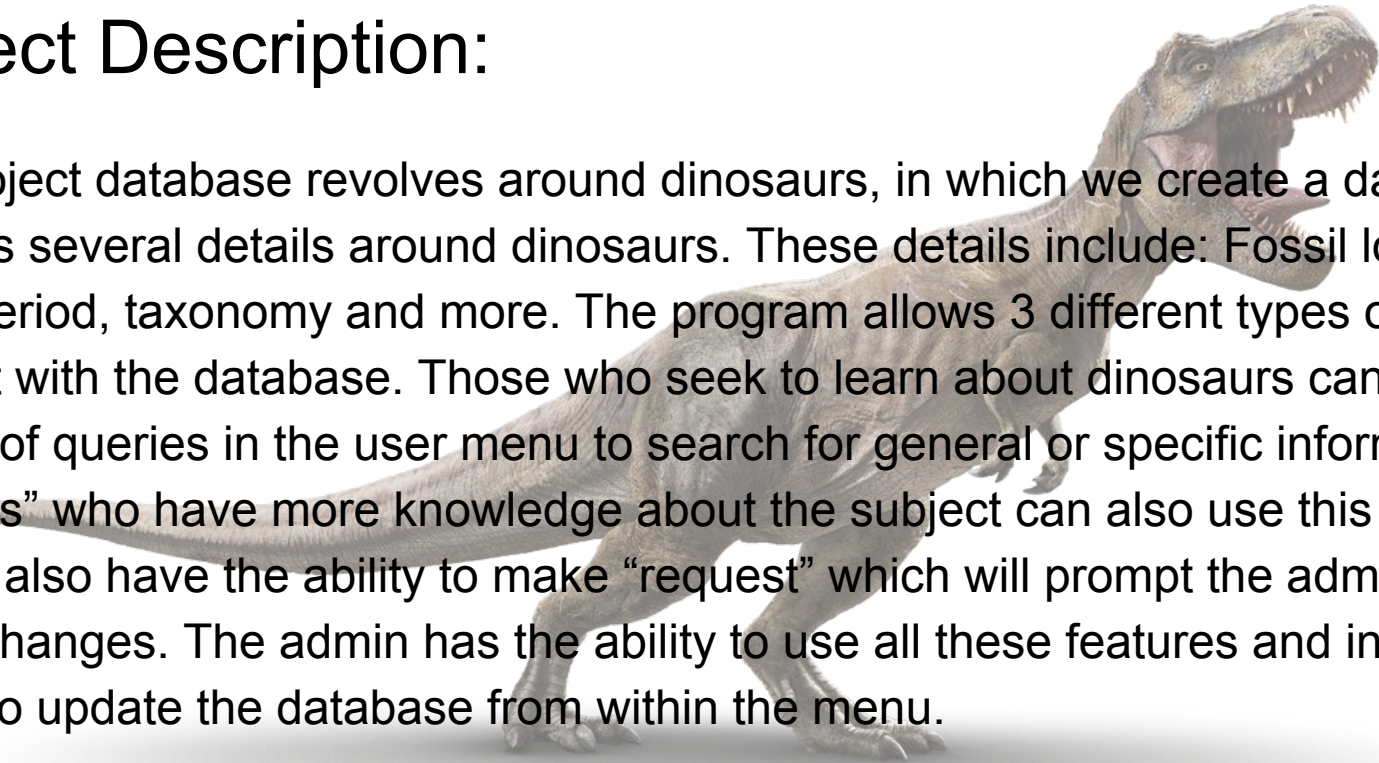 ect Description:
ject database revolves around dinosaurs, in which we create a da
s several details around dinosaurs. These details include: Fossil lo
eriod, taxonomy and more. The program allows 3 different types o
t with the database. Those who seek to learn about dinosaurs can
of queries in the user menu to search for general or specific infor
s” who have more knowledge about the subject can also use this
also have the ability to make “request” which will prompt the adm
hanges. The admin has the ability to use all these features and in
o update the database from within the menu.